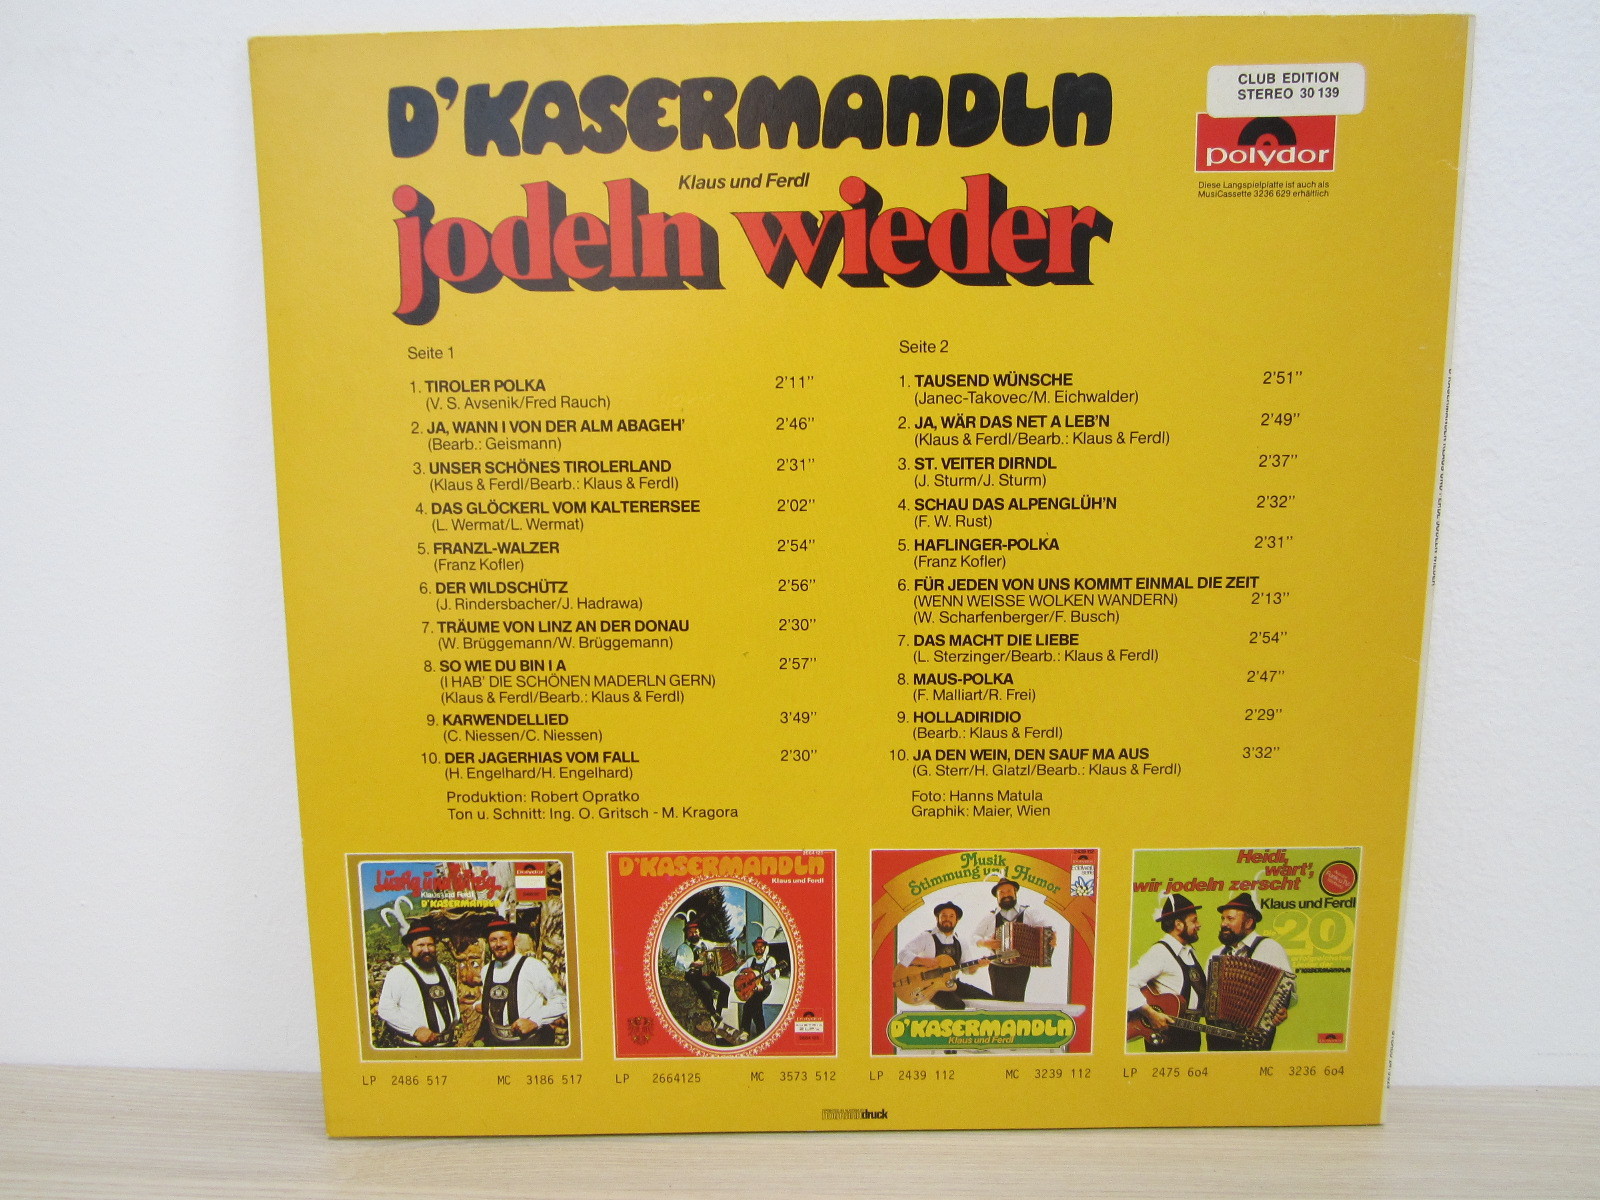 D'KASERMANDLN
Klaus und Ferdl
jodeln wieder
CLUB EDITION
STEREO 30 139
polydor
Diese Langspielplatte ist auch als
MusiCassette 3236 629 erhältlich
Seite 1
1. TIROLER POLKA 2'11''
(V. S. Avsenik/Fred Rauch)
2. JA, WANN I VON DER ALM ABAGEH' 2'46''
(Bearb.: Geismann)
3. UNSER SCHÖNES TIROLERLAND 2'31''
(Klaus & Ferdl/Bearb.: Klaus & Ferdl)
4. DAS GLÖCKERL VOM KALTERERSEE 2'02''
(L. Wermat/L. Wermat)
5. FRANZL-WALZER 2'54''
(Franz Kofler)
6. DER WILDSCHÜTZ 2'56''
(J. Rindersbacher/J. Hadrawa)
7. TRÄUME VON LINZ AN DER DONAU 2'30''
(W. Brüggemann/W. Brüggemann)
8. SO WIE DU BIN I A 2'57''
(I HAB' DIE SCHÖNEN MADERLN GERN)
(Klaus & Ferdl/Bearb.: Klaus & Ferdl)
9. KARWENDELLIED 3'49''
(C. Niessen/C. Niessen)
10. DER JAGERHIAS VOM FALL 2'30''
(H. Engelhard/H. Engelhard)
Produktion: Robert Opratko
Ton u. Schnitt: Ing. O. Gritsch - M. Kragora
Seite 2
1. TAUSEND WÜNSCHE 2'51''
(Janec-Takovec/M. Eichwalder)
2. JA, WÄR DAS NET A LEB'N 2'49''
(Klaus & Ferdl/Bearb.: Klaus & Ferdl)
3. ST. VEITER DIRNDL 2'37''
(J. Sturm/J. Sturm)
4. SCHAU DAS ALPENGLÜH'N 2'32''
(F. W. Rust)
5. HAFLINGER-POLKA 2'31''
(Franz Kofler)
6. FÜR JEDEN VON UNS KOMMT EINMAL DIE ZEIT
(WENN WEISSE WOLKEN WANDERN) 2'13''
(W. Scharfenberger/F. Busch)
7. DAS MACHT DIE LIEBE 2'54''
(L. Sterzinger/Bearb.: Klaus & Ferdl)
8. MAUS-POLKA 2'47''
(F. Malliart/R. Frei)
9. HOLLADIRIDIO 2'29''
(Bearb.: Klaus & Ferdl)
10. JA DEN WEIN, DEN SAUF MA AUS 3'32''
(G. Sterr/H. Glatzl/Bearb.: Klaus & Ferdl)
Foto: Hanns Matula
Graphik: Maier, Wien
Klaus und Ferdl
D'KASERMANDLN
D'KASERMANDLN
Klaus und Ferdl
Musik
Stimmung und Humor
D'KASERMANDLN
Klaus und Ferdl
Heidi,
wart',
wir jodeln zerscht
Klaus und Ferdl
20
D'KASERMANDLN
LP 2486 517 MC 3186 517
LP 2664125 MC 3573 512
LP 2439 112 MC 3239 112
LP 2475 6o4 MC 3236 6o4
druck